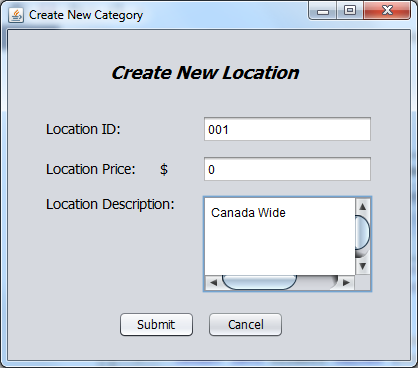 Create New Category
Create New Location
Location ID: 001
Location Price: $ 0
Location Description: Canada Wide
Submit Cancel